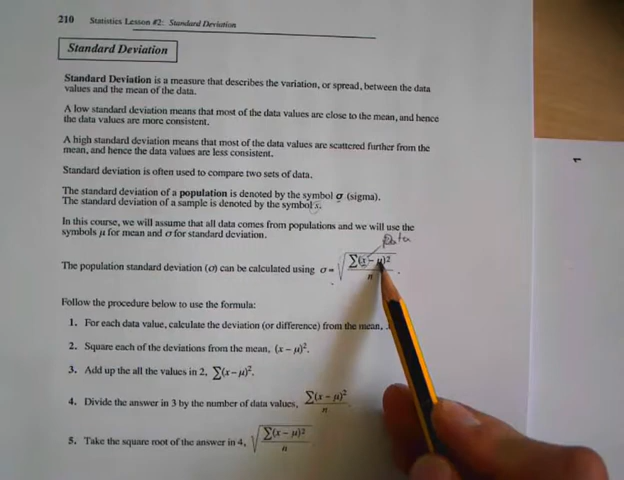 210 Statistics Lesson #2: Standard Deviation
Standard Deviation
Standard Deviation is a measure that describes the variation, or spread, between the data
values and the mean of the data.
A low standard deviation means that most of the data values are close to the mean, and hence
the data values are more consistent.
A high standard deviation means that most of the data values are scattered further from the
mean, and hence the data values are less consistent.
Standard deviation is often used to compare two sets of data.
The standard deviation of a population is denoted by the symbol σ (sigma).
The standard deviation of a sample is denoted by the symbol s.
In this course, we will assume that all data comes from populations and we will use the
symbols μ for mean and σ for standard deviation.
data
The population standard deviation (σ) can be calculated using σ = √(∑(x − μ)²/n).
Follow the procedure below to use the formula:
1. For each data value, calculate the deviation (or difference) from the mean,
2. Square each of the deviations from the mean, (x − μ)².
3. Add up the all the values in 2, ∑(x − μ)².
4. Divide the answer in 3 by the number of data values, ∑(x − μ)²/n
5. Take the square root of the answer in 4, √(∑(x − μ)²/n)
1